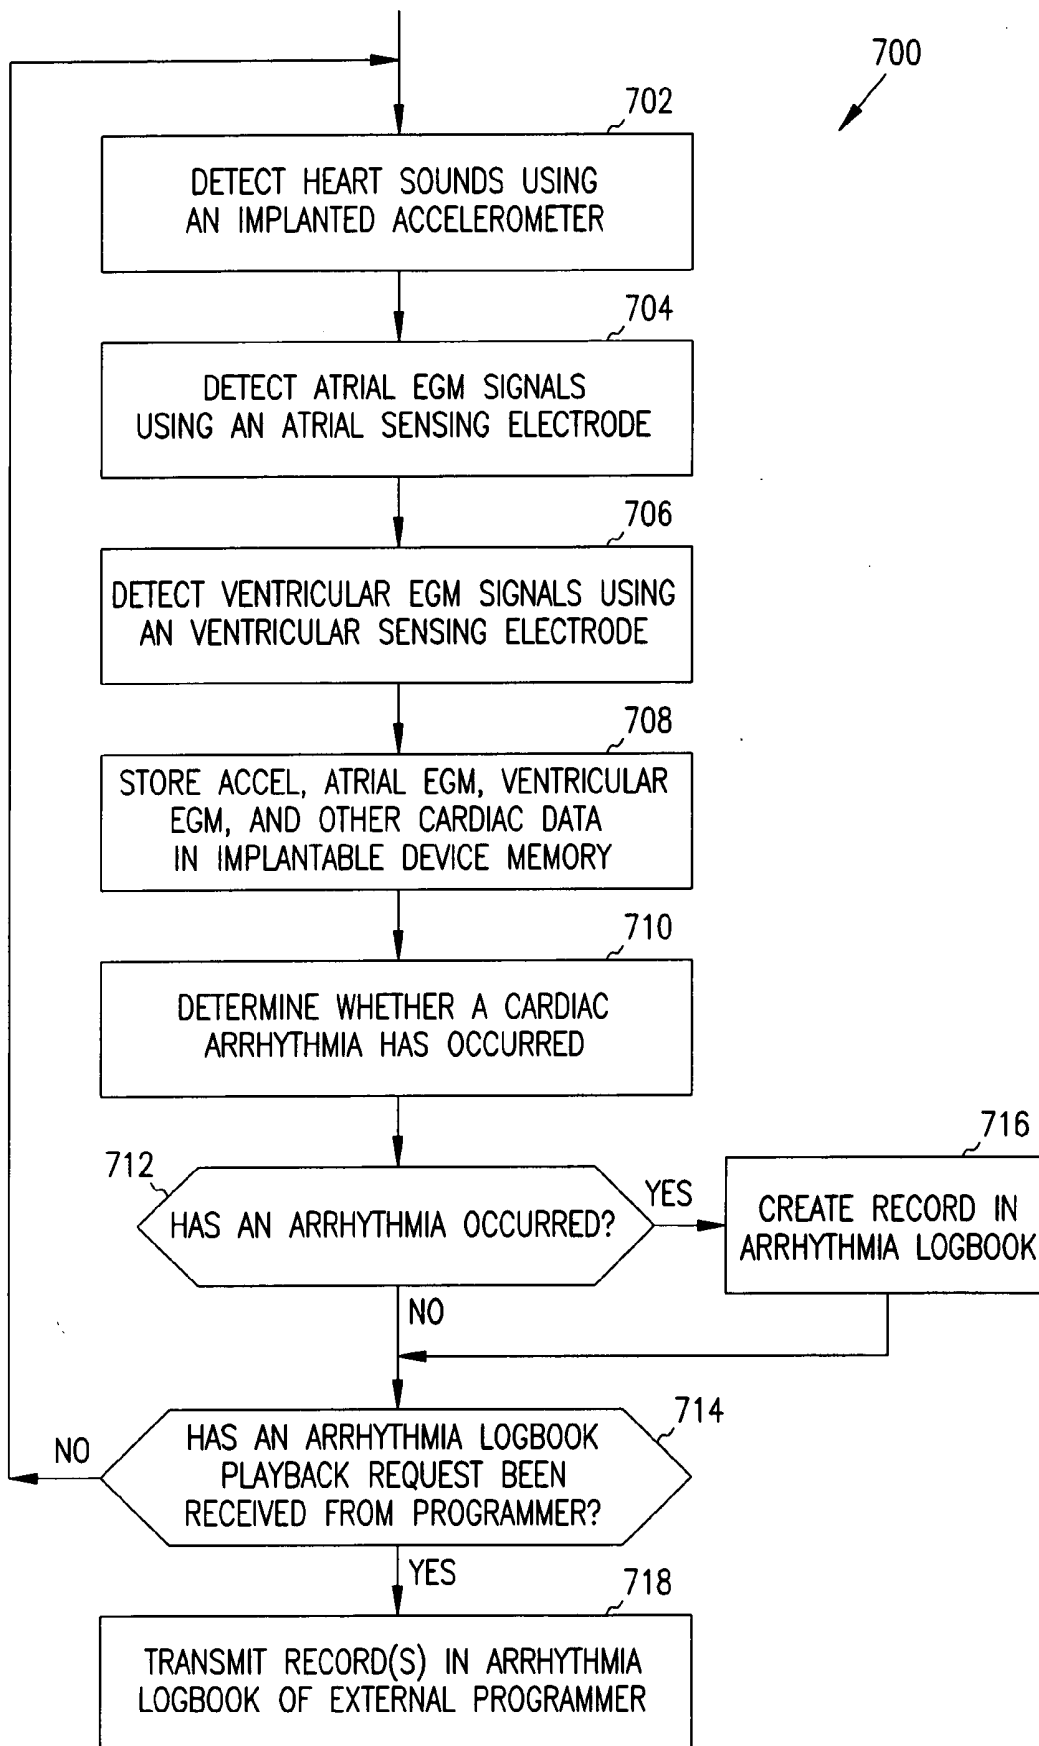 700
702
DETECT HEART SOUNDS USING
AN IMPLANTED ACCELEROMETER
704
DETECT ATRIAL EGM SIGNALS
USING AN ATRIAL SENSING ELECTRODE
706
DETECT VENTRICULAR EGM SIGNALS USING
AN VENTRICULAR SENSING ELECTRODE
708
STORE ACCEL, ATRIAL EGM, VENTRICULAR
EGM, AND OTHER CARDIAC DATA
IN IMPLANTABLE DEVICE MEMORY
710
DETERMINE WHETHER A CARDIAC
ARRHYTHMIA HAS OCCURRED
712
HAS AN ARRHYTHMIA OCCURRED?
YES
716
CREATE RECORD IN
ARRHYTHMIA LOGBOOK
NO
714
HAS AN ARRHYTHMIA LOGBOOK
PLAYBACK REQUEST BEEN
RECEIVED FROM PROGRAMMER?
NO
YES
718
TRANSMIT RECORD(S) IN ARRHYTHMIA
LOGBOOK OF EXTERNAL PROGRAMMER